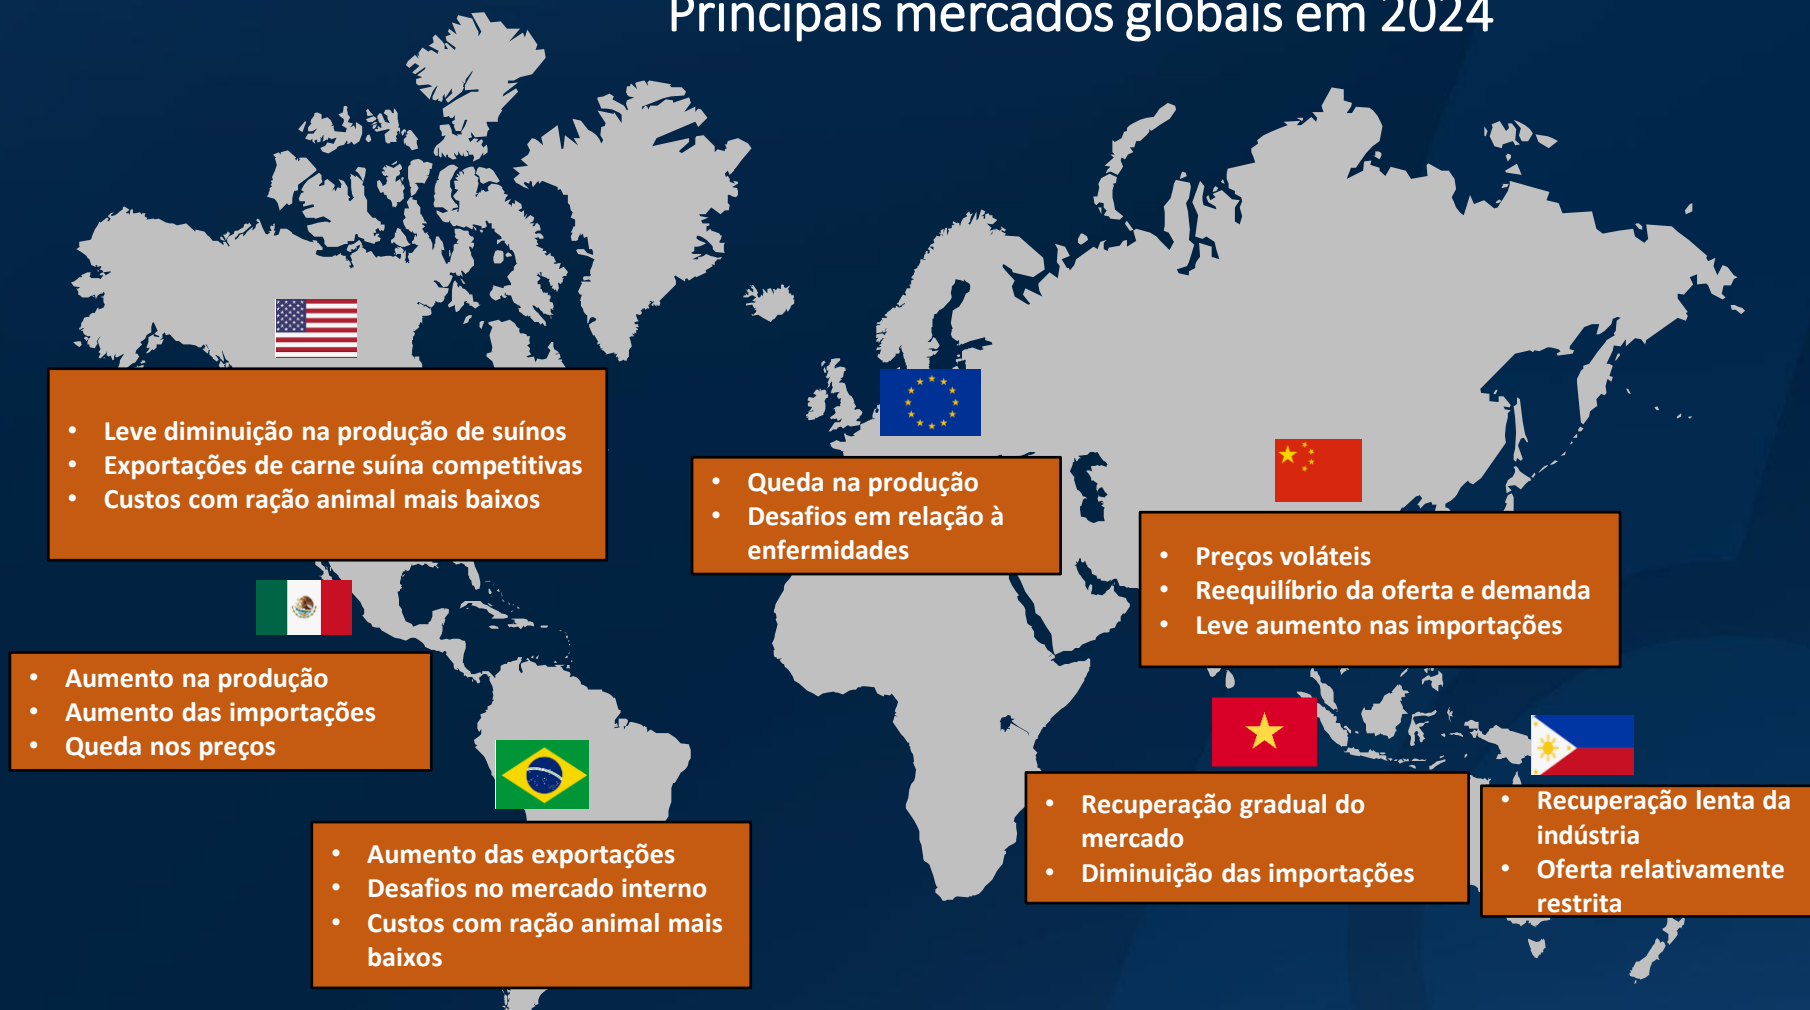 Principais mercados globais em 2024
• Leve diminuição na produção de suínos
• Exportações de carne suína competitivas
• Custos com ração animal mais baixos
• Queda na produção
• Desafios em relação à
enfermidades
• Preços voláteis
• Reequilíbrio da oferta e demanda
• Leve aumento nas importações
• Aumento na produção
• Aumento das importações
• Queda nos preços
• Aumento das exportações
• Desafios no mercado interno
• Custos com ração animal mais
baixos
• Recuperação gradual do
mercado
• Diminuição das importações
• Recuperação lenta da
indústria
• Oferta relativamente
restrita